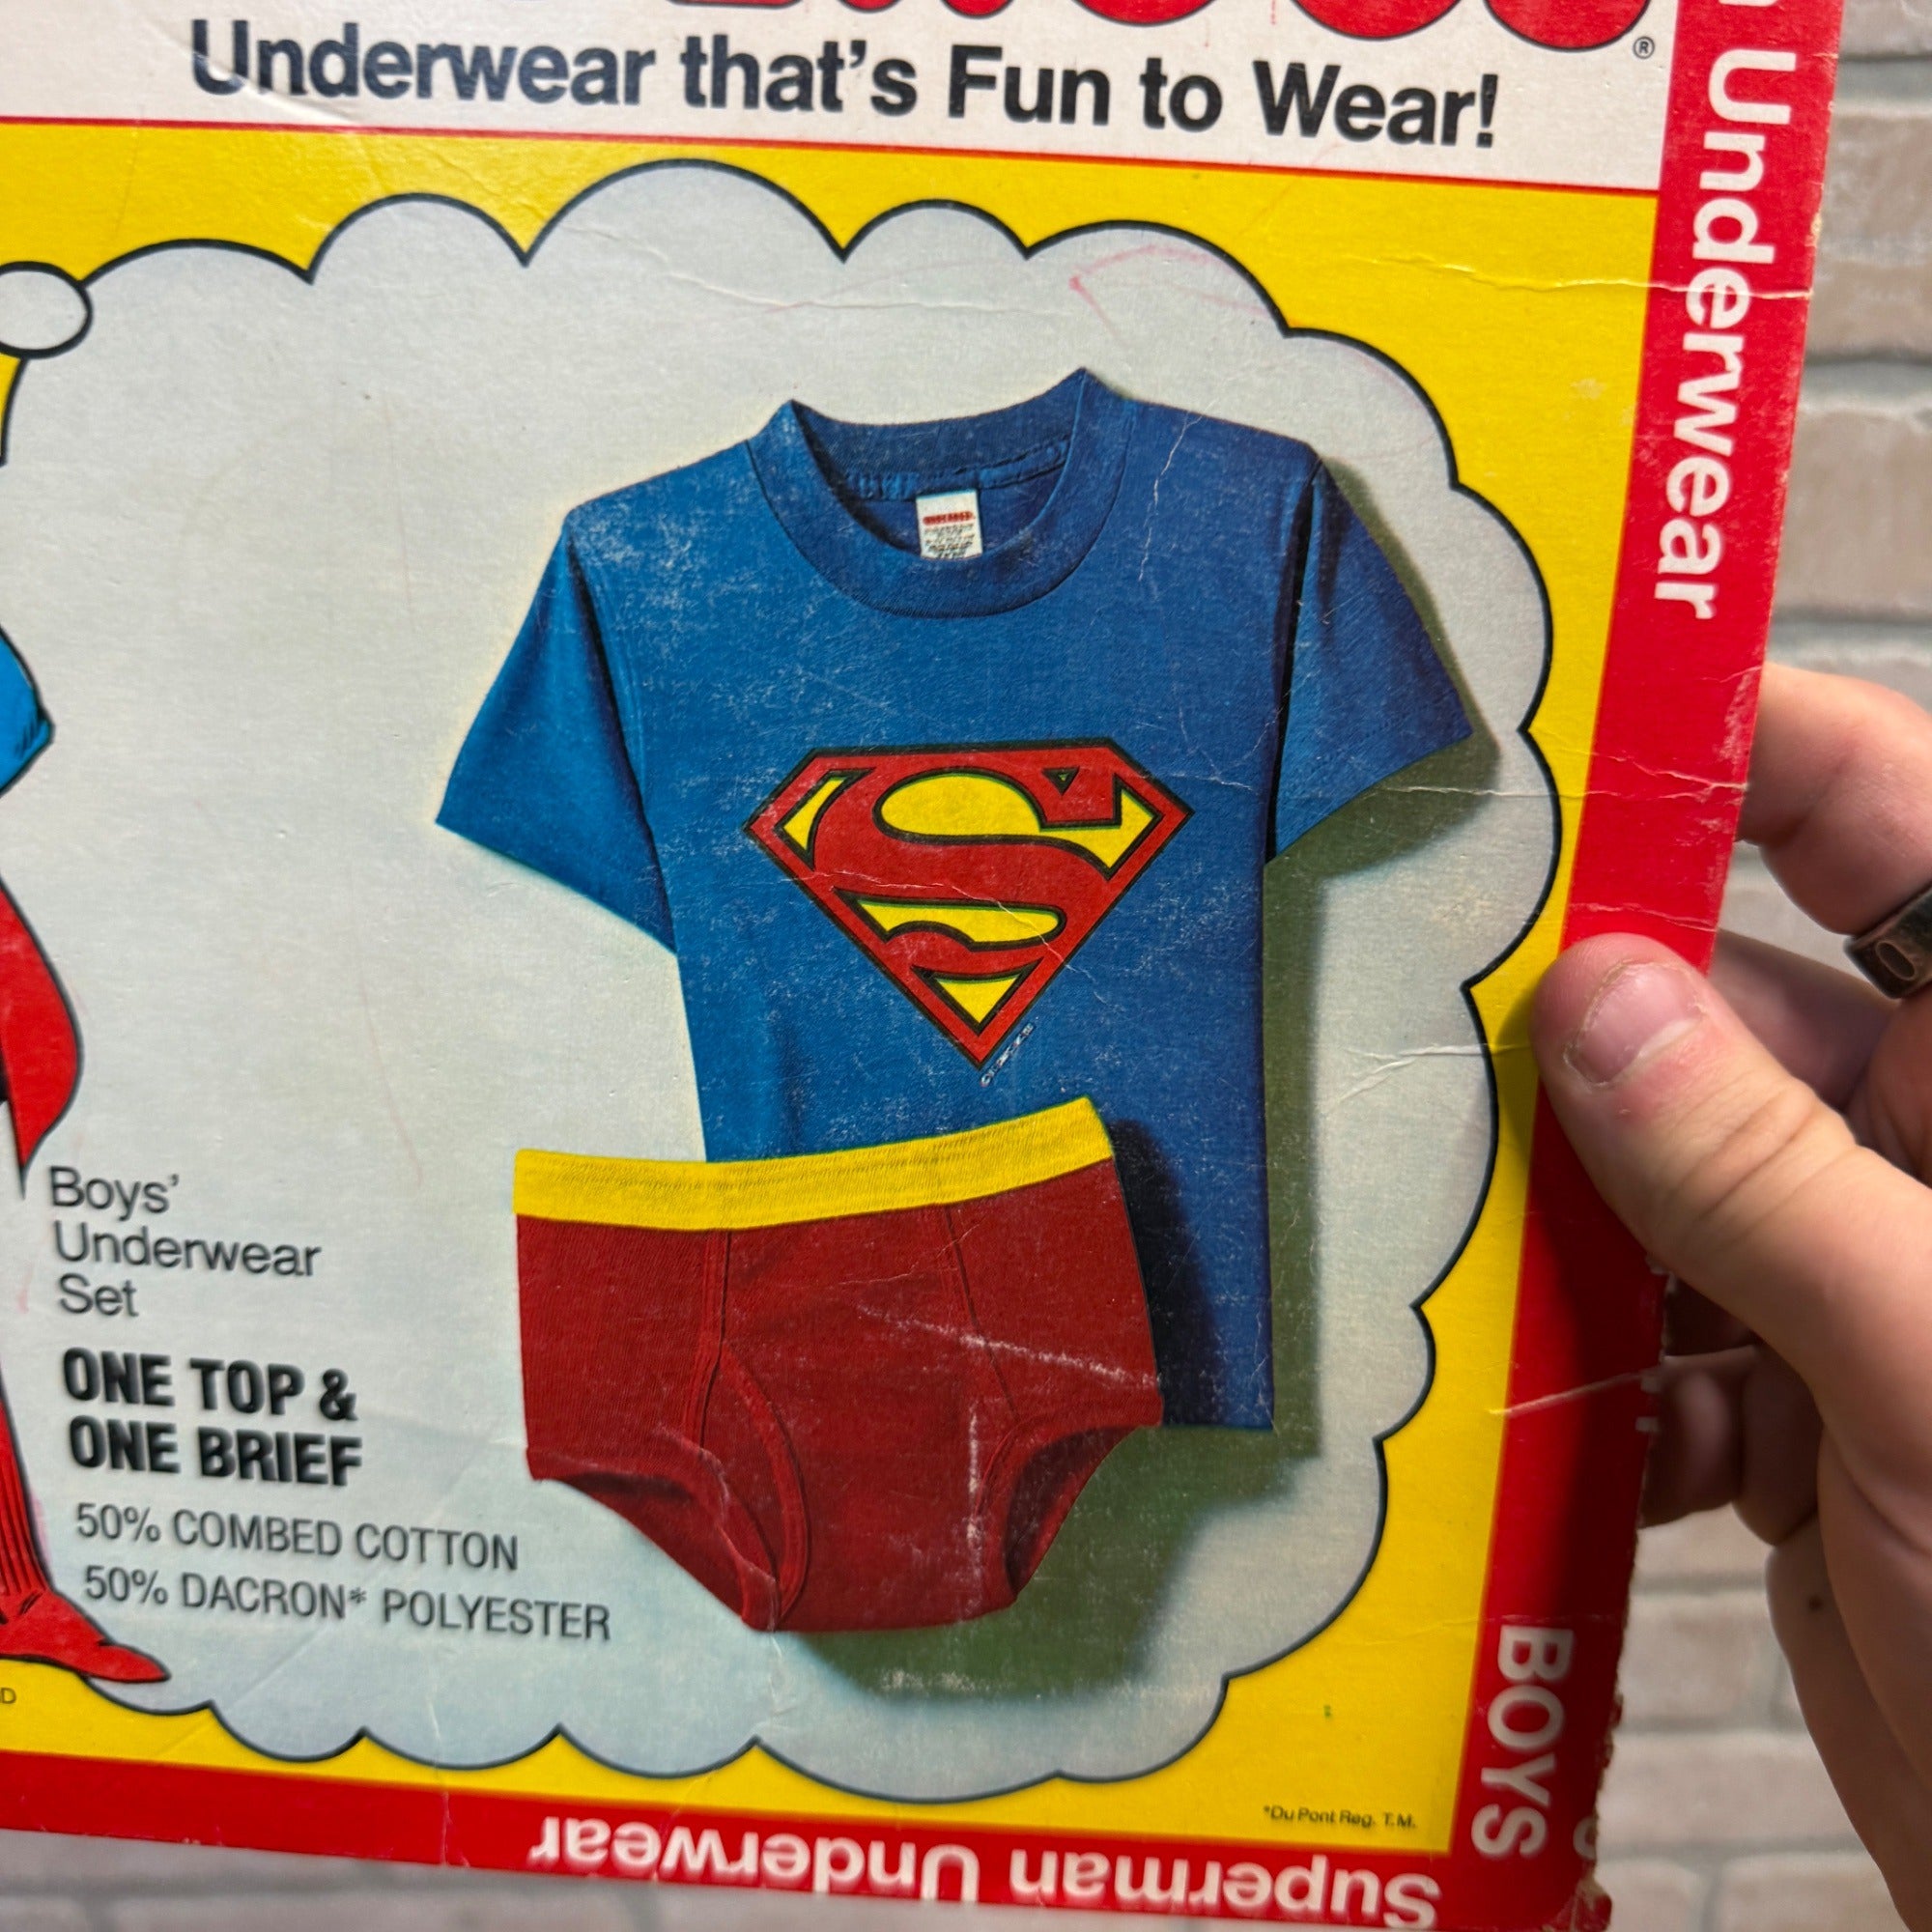 ®
Underwear that's Fun to Wear!
Underwear
Boys'
Underwear
Set
ONE TOP &
ONE BRIEF
50% COMBED COTTON
50% DACRON* POLYESTER
BOYS
*Du Pont Reg. T.M.
Superman Underwear